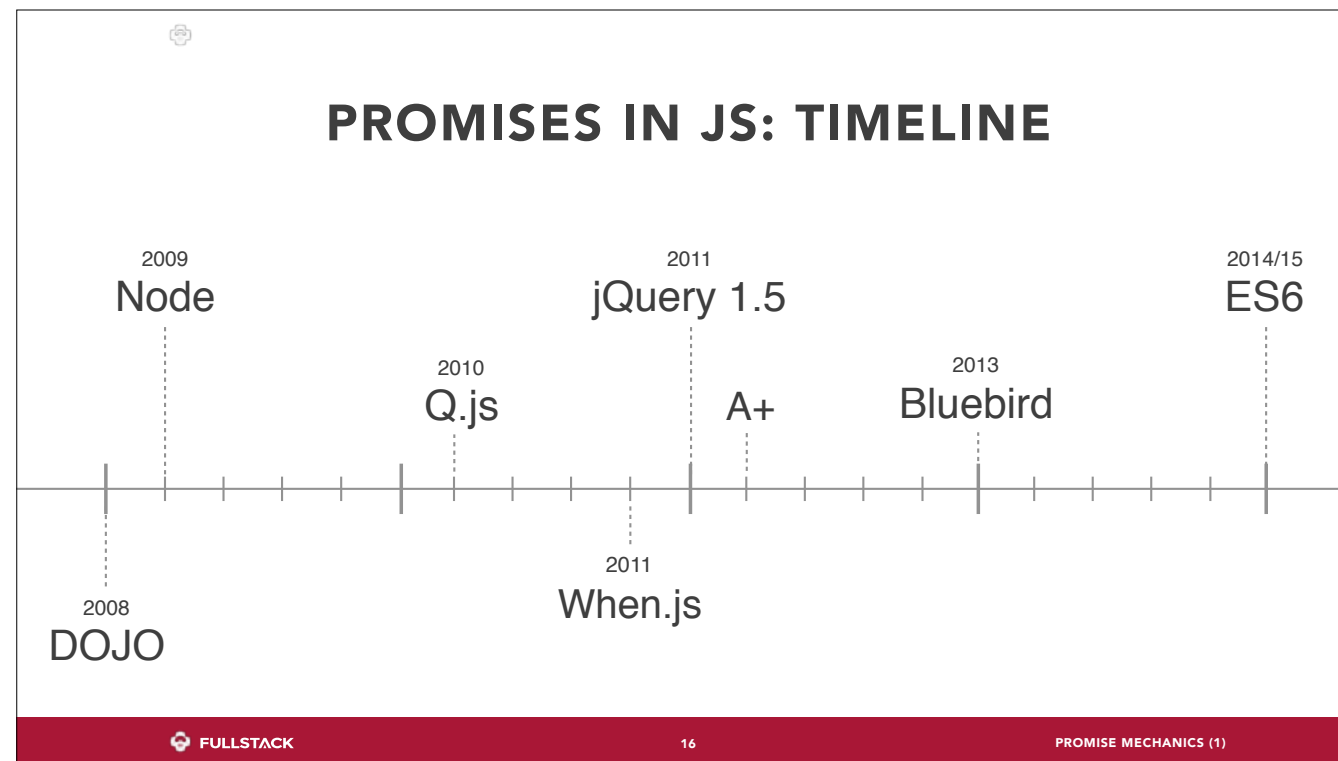 PROMISES IN JS: TIMELINE
2009
Node
2011
jQuery 1.5
2014/15
ES6
2010
Q.js
A+
2013
Bluebird
2011
When.js
2008
DOJO
FULLSTACK
16
PROMISE MECHANICS (1)